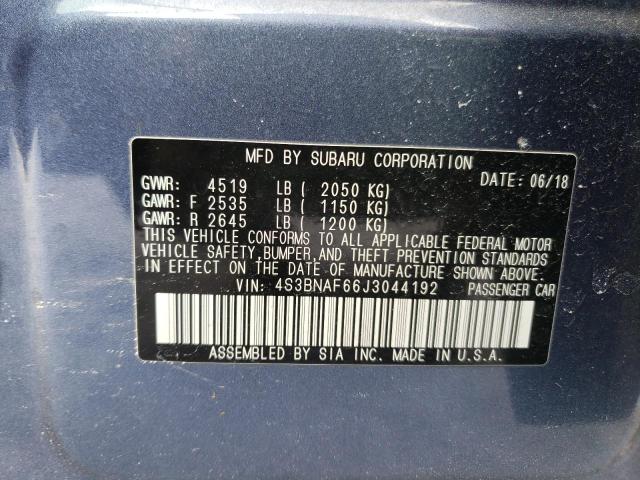 MFD BY SUBARU CORPORATION
DATE: 06/18
GVWR: 4519 LB ( 2050 KG)
GAWR: F 2535 LB ( 1150 KG)
GAWR: R 2645 LB ( 1200 KG)
THIS VEHICLE CONFORMS TO ALL APPLICABLE FEDERAL MOTOR
VEHICLE SAFETY, BUMPER, AND THEFT PREVENTION STANDARDS
IN EFFECT ON THE DATE OF MANUFACTURE SHOWN ABOVE.
VIN: 4S3BNAF66J3044192 PASSENGER CAR
ASSEMBLED BY SIA INC. MADE IN U.S.A.